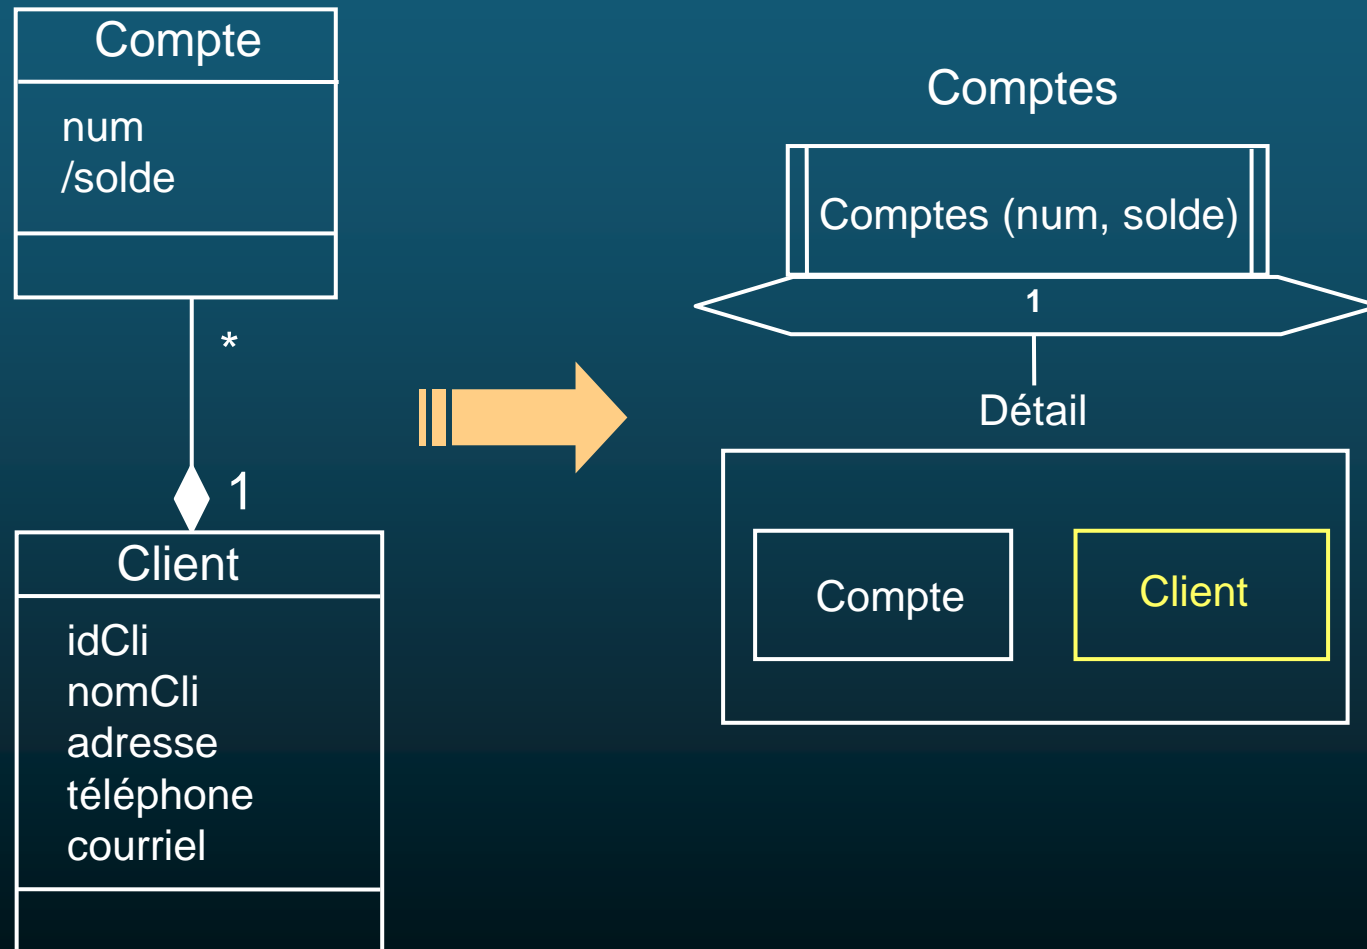 Compte
num
/solde
*
1
Client
idCli
nomCli
adresse
téléphone
courriel
Comptes
Comptes (num, solde)
1
Détail
Compte
Client